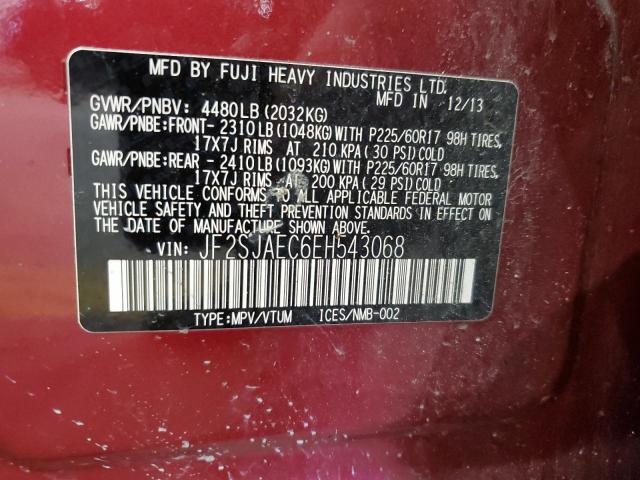 MFD BY FUJI HEAVY INDUSTRIES LTD.
MFD IN 12/13
GVWR/PNBV: 4480LB(2032KG)
GAWR/PNBE:FRONT- 2310LB(1048KG)WITH P225/60R17 98H TIRES,
17X7J RIMS AT 210 KPA( 30 PSI)COLD
GAWR/PNBE:REAR - 2410LB(1093KG)WITH P225/60R17 98H TIRES,
17X7J RIMS AT 200 KPA( 29 PSI)COLD
THIS VEHICLE CONFORMS TO ALL APPLICABLE FEDERAL MOTOR
VEHICLE SAFETY AND THEFT PREVENTION STANDARDS IN EFFECT ON
THE DATE OF MANUFACTURE SHOWN ABOVE.
VIN: JF2SJAEC6EH543068
TYPE:MPV/VTUM ICES/NMB-002